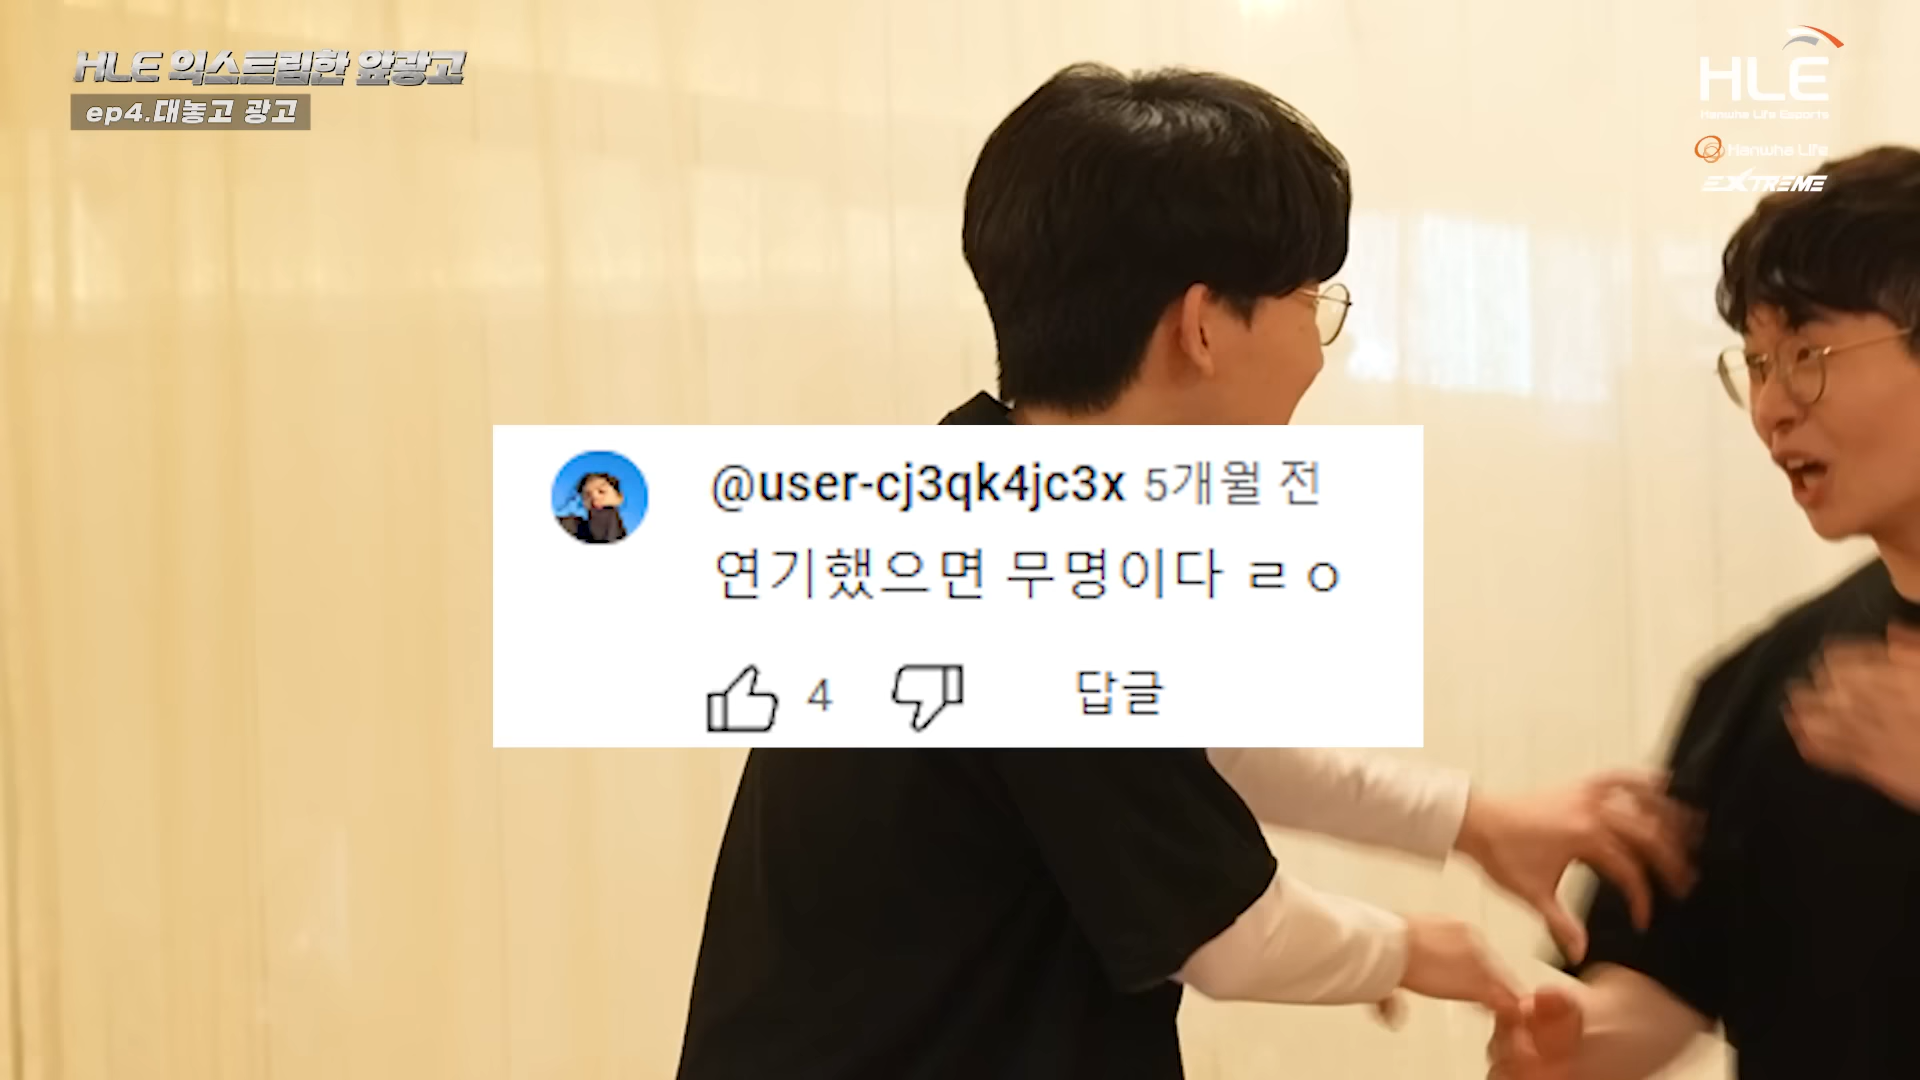 HLE 익스트림한 앞광고
ep4.대놓고 광고
HLE
Hanwha Life Esports
Hanwha Life
EXTREME
@user-cj3qk4jc3x 5개월 전
연기했으면 무명이다 ㄹㅇ
4 답글